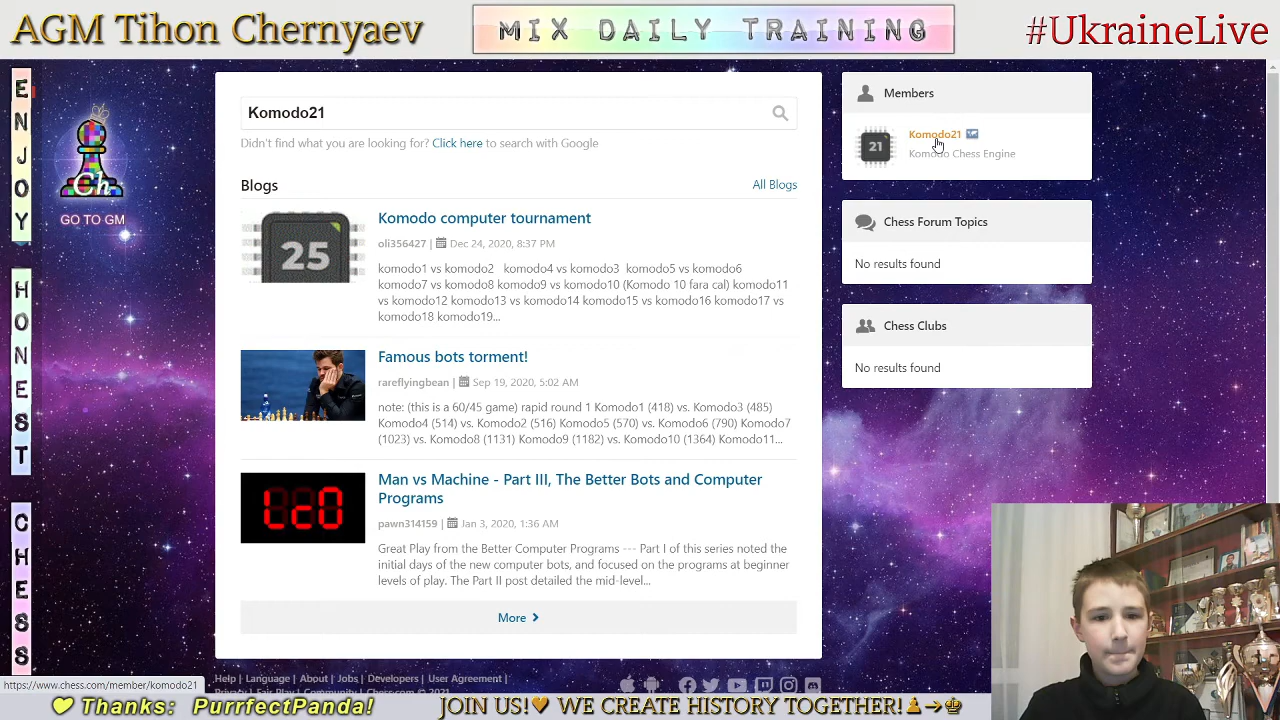 AGM Tihon Chernyaev
MIX DAILY TRAINING
#UkraineLive
ENJOY
HONEST
CHESS
Ch
GO TO GM
Komodo21
Didn't find what you are looking for? Click here to search with Google
Blogs
All Blogs
25
Komodo computer tournament
oli356427 | Dec 24, 2020, 8:37 PM
komodo1 vs komodo2 komodo4 vs komodo3 komodo5 vs komodo6
komodo7 vs komodo8 komodo9 vs komodo10 (Komodo 10 fara cal) komodo11
vs komodo12 komodo13 vs komodo14 komodo15 vs komodo16 komodo17 vs
komodo18 komodo19...
Famous bots torment!
rareflyingbean | Sep 19, 2020, 5:02 AM
note: (this is a 60/45 game) rapid round 1 Komodo1 (418) vs. Komodo3 (485)
Komodo4 (514) vs. Komodo2 (516) Komodo5 (570) vs. Komodo6 (790) Komodo7
(1023) vs. Komodo8 (1131) Komodo9 (1182) vs. Komodo10 (1364) Komodo11...
Lc0
Man vs Machine - Part III, The Better Bots and Computer
Programs
pawn314159 | Jan 3, 2020, 1:36 AM
Great Play from the Better Computer Programs --- Part I of this series noted the
initial days of the new computer bots, and focused on the programs at beginner
levels of play. The Part II post detailed the mid-level...
More
Members
21
Komodo21
Komodo Chess Engine
Chess Forum Topics
No results found
Chess Clubs
No results found
https://www.chess.com/member/komodo21
Help | Language | About | Jobs | Developers | User Agreement |
Privacy | Fair Play | Community | Chess.com © 2021
Thanks: PurrfectPanda!
JOIN US! WE CREATE HISTORY TOGETHER!